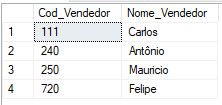 Cod_Vendedor Nome_Vendedor
1 111 Carlos
2 240 Antônio
3 250 Mauricio
4 720 Felipe